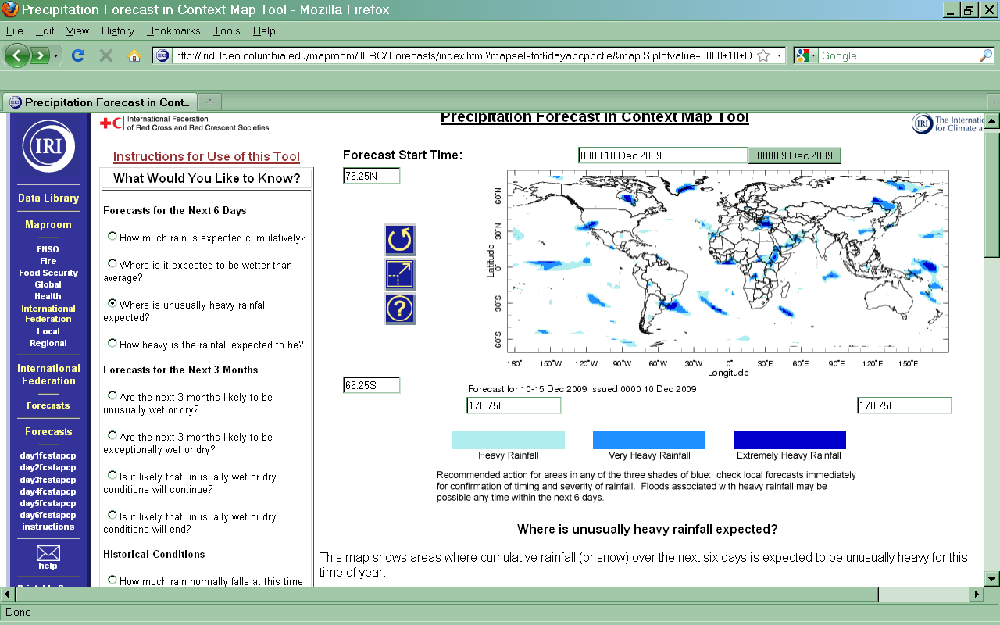 Precipitation Forecast in Context Map Tool - Mozilla Firefox
File Edit View History Bookmarks Tools Help
http://iridl.ldeo.columbia.edu/maproom/.IFRC/.Forecasts/index.html?mapsel=tot6dayapcppctle&map.S.plotvalue=0000+10+D
Google
Precipitation Forecast in Cont...
IRI
Data Library
Maproom
ENSO
Fire
Food Security
Global
Health
International
Federation
Local
Regional
International
Federation
Forecasts
Forecasts
day1fcstapcp
day2fcstapcp
day3fcstapcp
day4fcstapcp
day5fcstapcp
day6fcstapcp
instructions
help
International Federation
of Red Cross and Red Crescent Societies
Instructions for Use of this Tool
What Would You Like to Know?
Forecasts for the Next 6 Days
How much rain is expected cumulatively?
Where is it expected to be wetter than
average?
Where is unusually heavy rainfall
expected?
How heavy is the rainfall expected to be?
Forecasts for the Next 3 Months
Are the next 3 months likely to be
unusually wet or dry?
Are the next 3 months likely to be
exceptionally wet or dry?
Is it likely that unusually wet or dry
conditions will continue?
Is it likely that unusually wet or dry
conditions will end?
Historical Conditions
How much rain normally falls at this time
Precipitation Forecast in Context Map Tool
IRI
The Internatio
for Climate a
Forecast Start Time:
0000 10 Dec 2009
0000 9 Dec 2009
76.25N
?
66.25S
Latitude
60°N
30°N
0°
30°S
60°S
180° 150°W 120°W 90°W 60°W 30°W 0° 30°E 60°E 90°E 120°E 150°E
Longitude
Forecast for 10-15 Dec 2009 Issued 0000 10 Dec 2009
178.75E
178.75E
Heavy Rainfall
Very Heavy Rainfall
Extremely Heavy Rainfall
Recommended action for areas in any of the three shades of blue: check local forecasts immediately
for confirmation of timing and severity of rainfall. Floods associated with heavy rainfall may be
possible any time within the next 6 days.
Where is unusually heavy rainfall expected?
This map shows areas where cumulative rainfall (or snow) over the next six days is expected to be unusually heavy for this
time of year.
Done